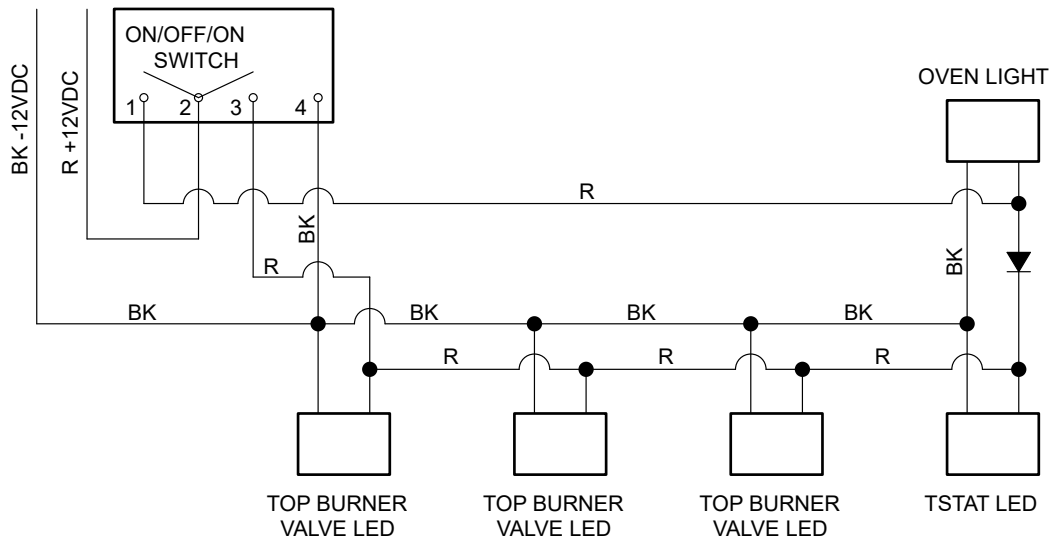 ON/OFF/ON
SWITCH
1
2
3
4
BK -12VDC
R +12VDC
OVEN LIGHT
R
BK
R
BK
BK
BK
BK
BK
R
R
R
TOP BURNER
VALVE LED
TOP BURNER
VALVE LED
TOP BURNER
VALVE LED
TSTAT LED